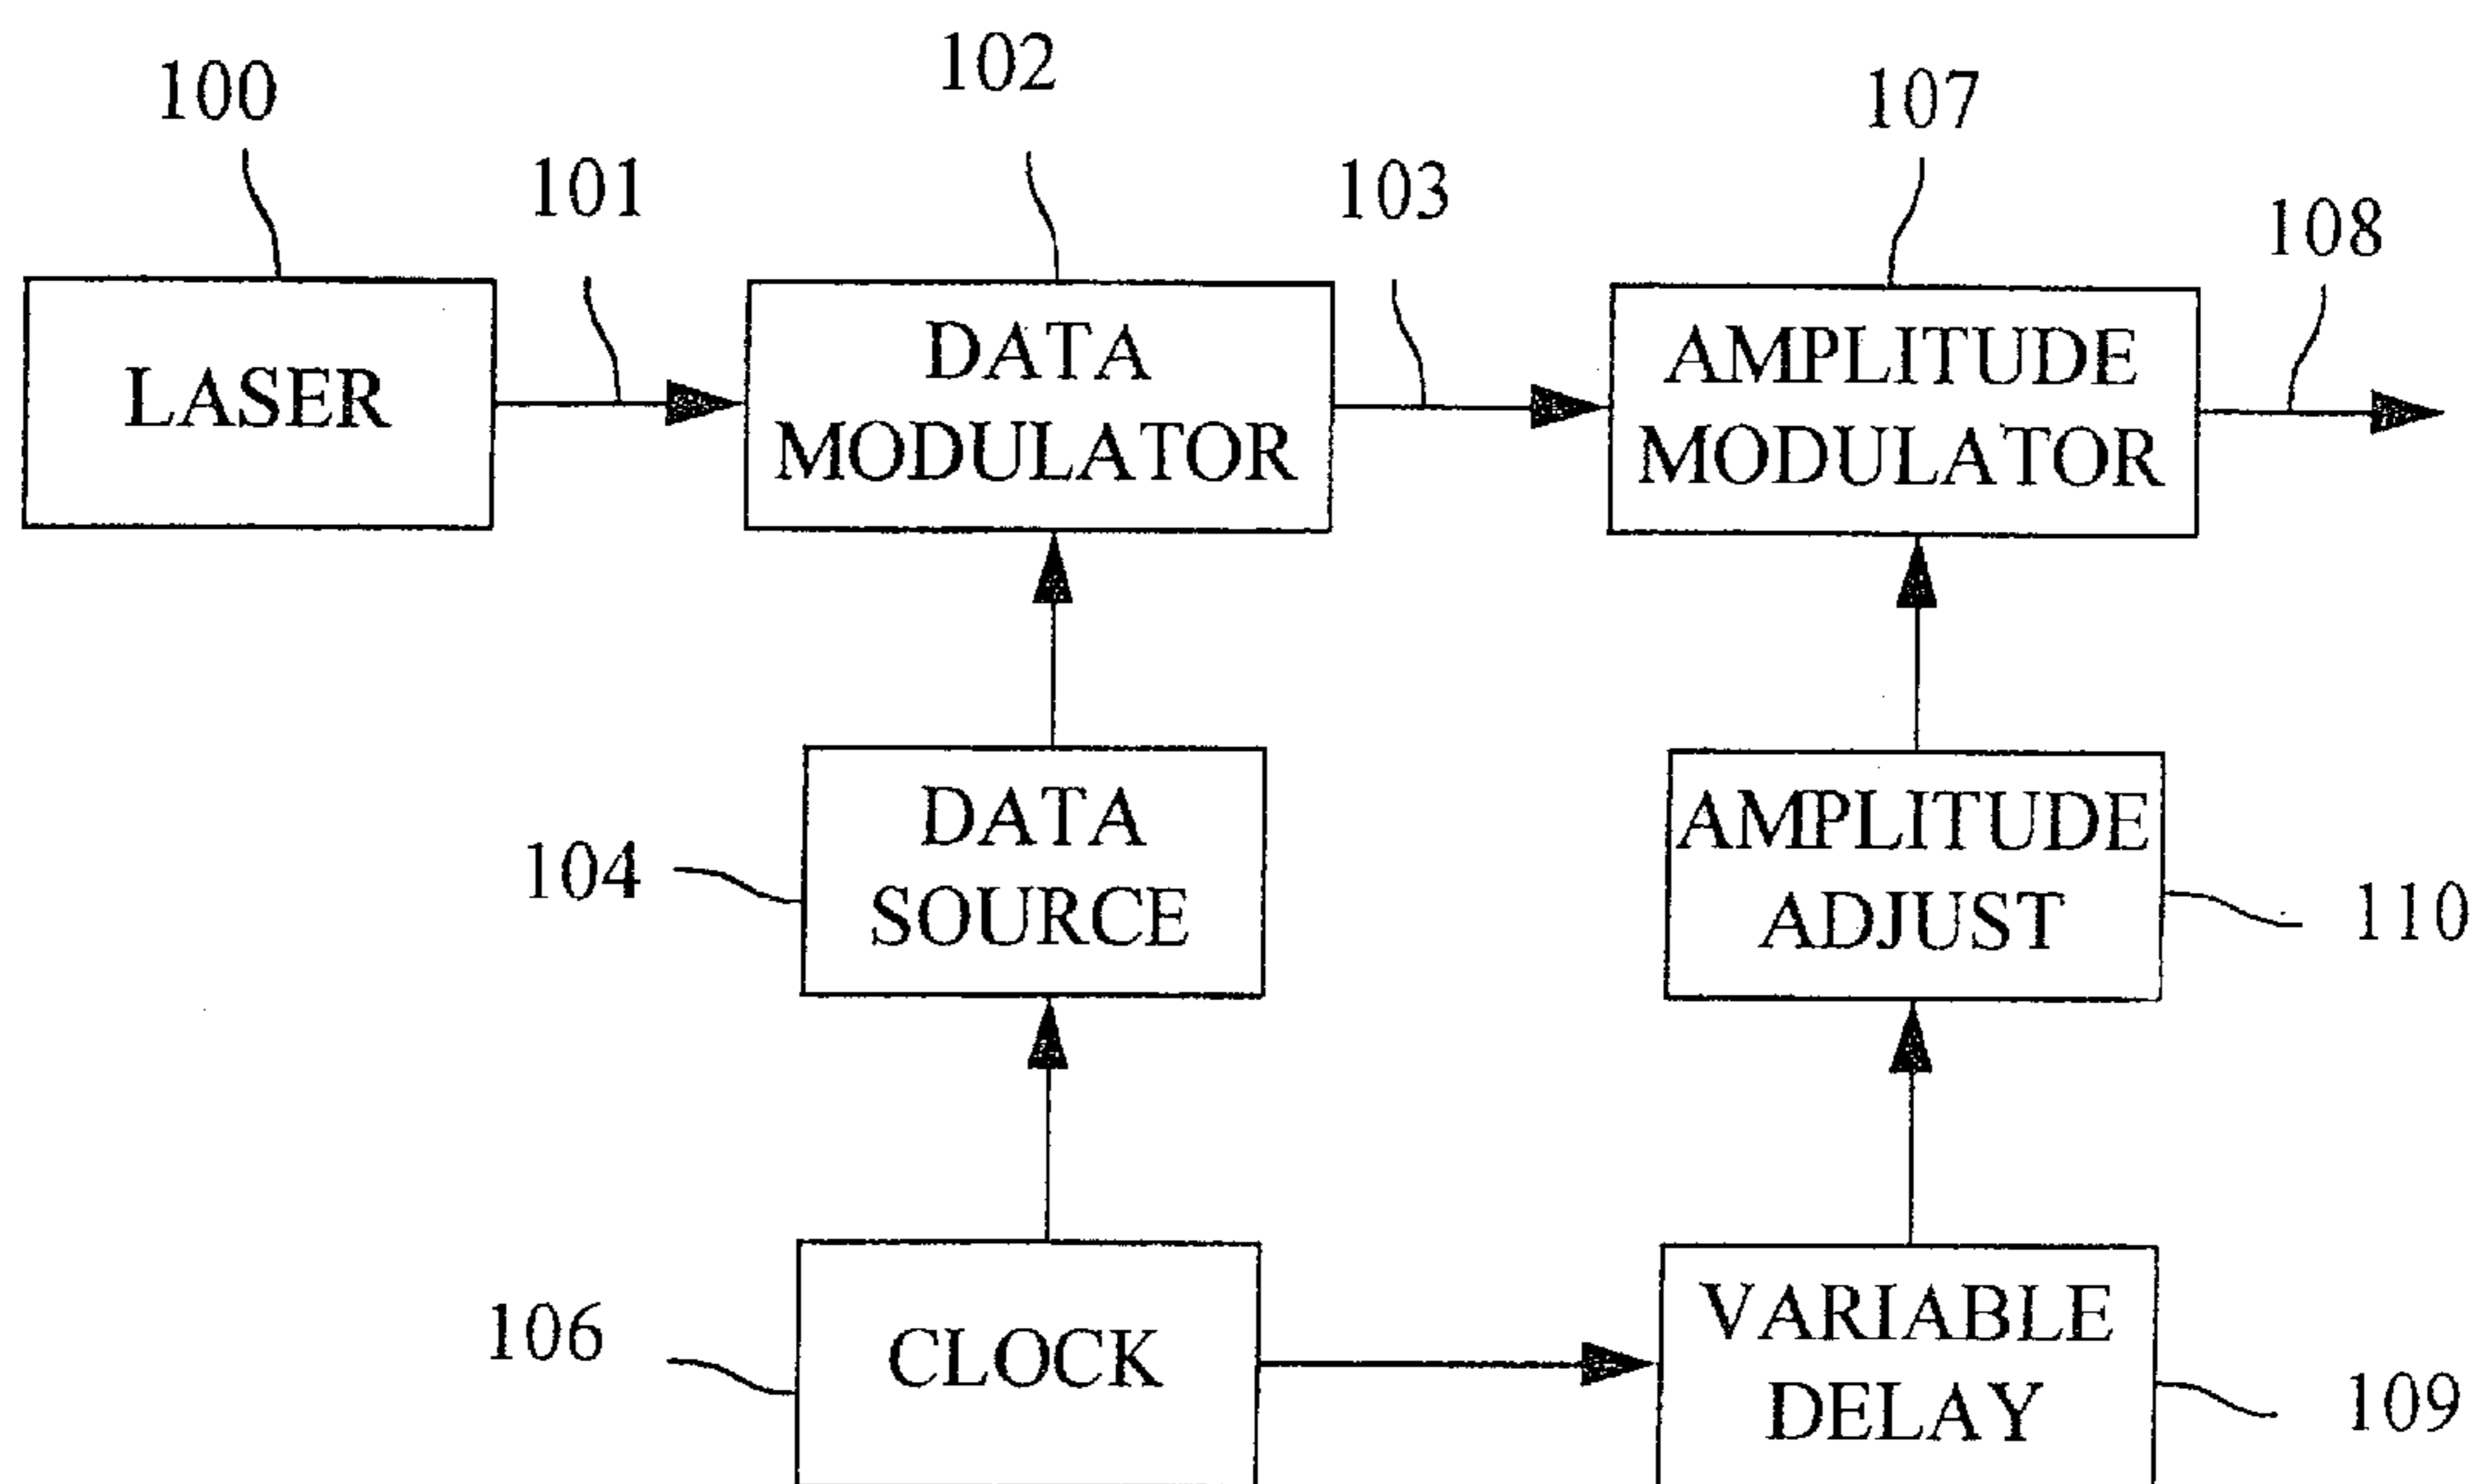 102
100
107
101
103
108
LASER
DATA
MODULATOR
AMPLITUDE
MODULATOR
DATA
SOURCE
104
AMPLITUDE
ADJUST
110
CLOCK
106
VARIABLE
DELAY
109